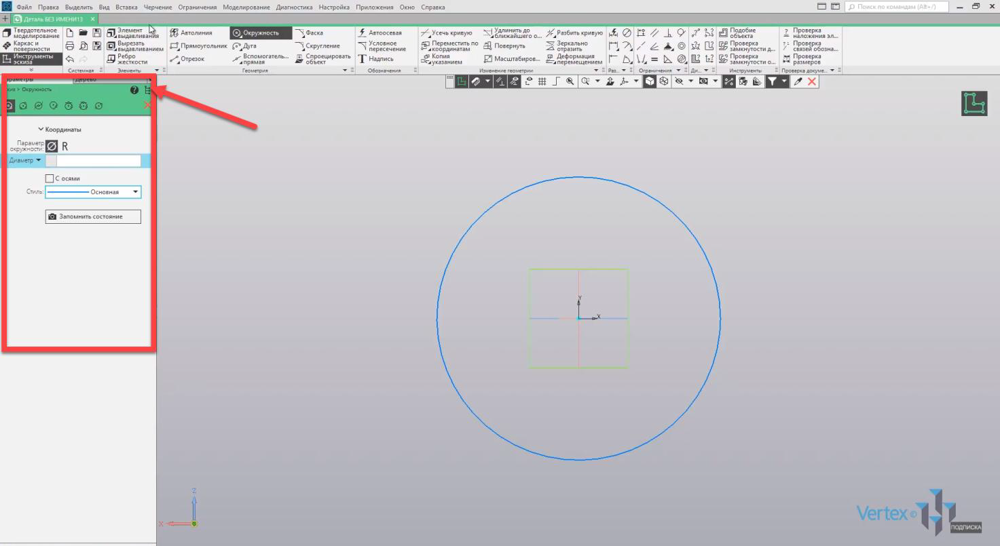 Файл Правка Выделить Вид Вставка Черчение Ограничения Моделирование Диагностика Настройка Приложения Окно Справка
Поиск по командам (Alt+/)
Деталь БЕЗ ИМЕНИ13
Твердотельное моделирование
Каркас и поверхности
Инструменты эскиза
Системная
Элемент выдавливания
Вырезать выдавливанием
Ребро жесткости
Элементы
Автолиния
Окружность
Фаска
Прямоугольник
Дуга
Скругление
Отрезок
Вспомогатель... прямая
Спроецировать объект
Геометрия
Автоосевая
Условное пересечение
Надпись
Обозначения
Усечь кривую
Удлинить до ближайшего о...
Разбить кривую
Переместить по координатам
Повернуть
Зеркально отразить
Копия указанием
Масштабиров...
Деформация перемещением
Изменение геометрии
Раз...
Ограничения
Ди...
Подобие объекта
Проверка замкнутости д...
Проверка замкнутости о...
Инструменты
Проверка наложения эл...
Проверка связей обозна...
Проверка размеров
Проверка докуме...
раметры
Дерево
киз > Окружность
Координаты
Параметр окружности:
R
Диаметр
С осями
Стиль:
Основная
Запомнить состояние
Y
X
Z
X
Vertex©
ПОДПИСКА